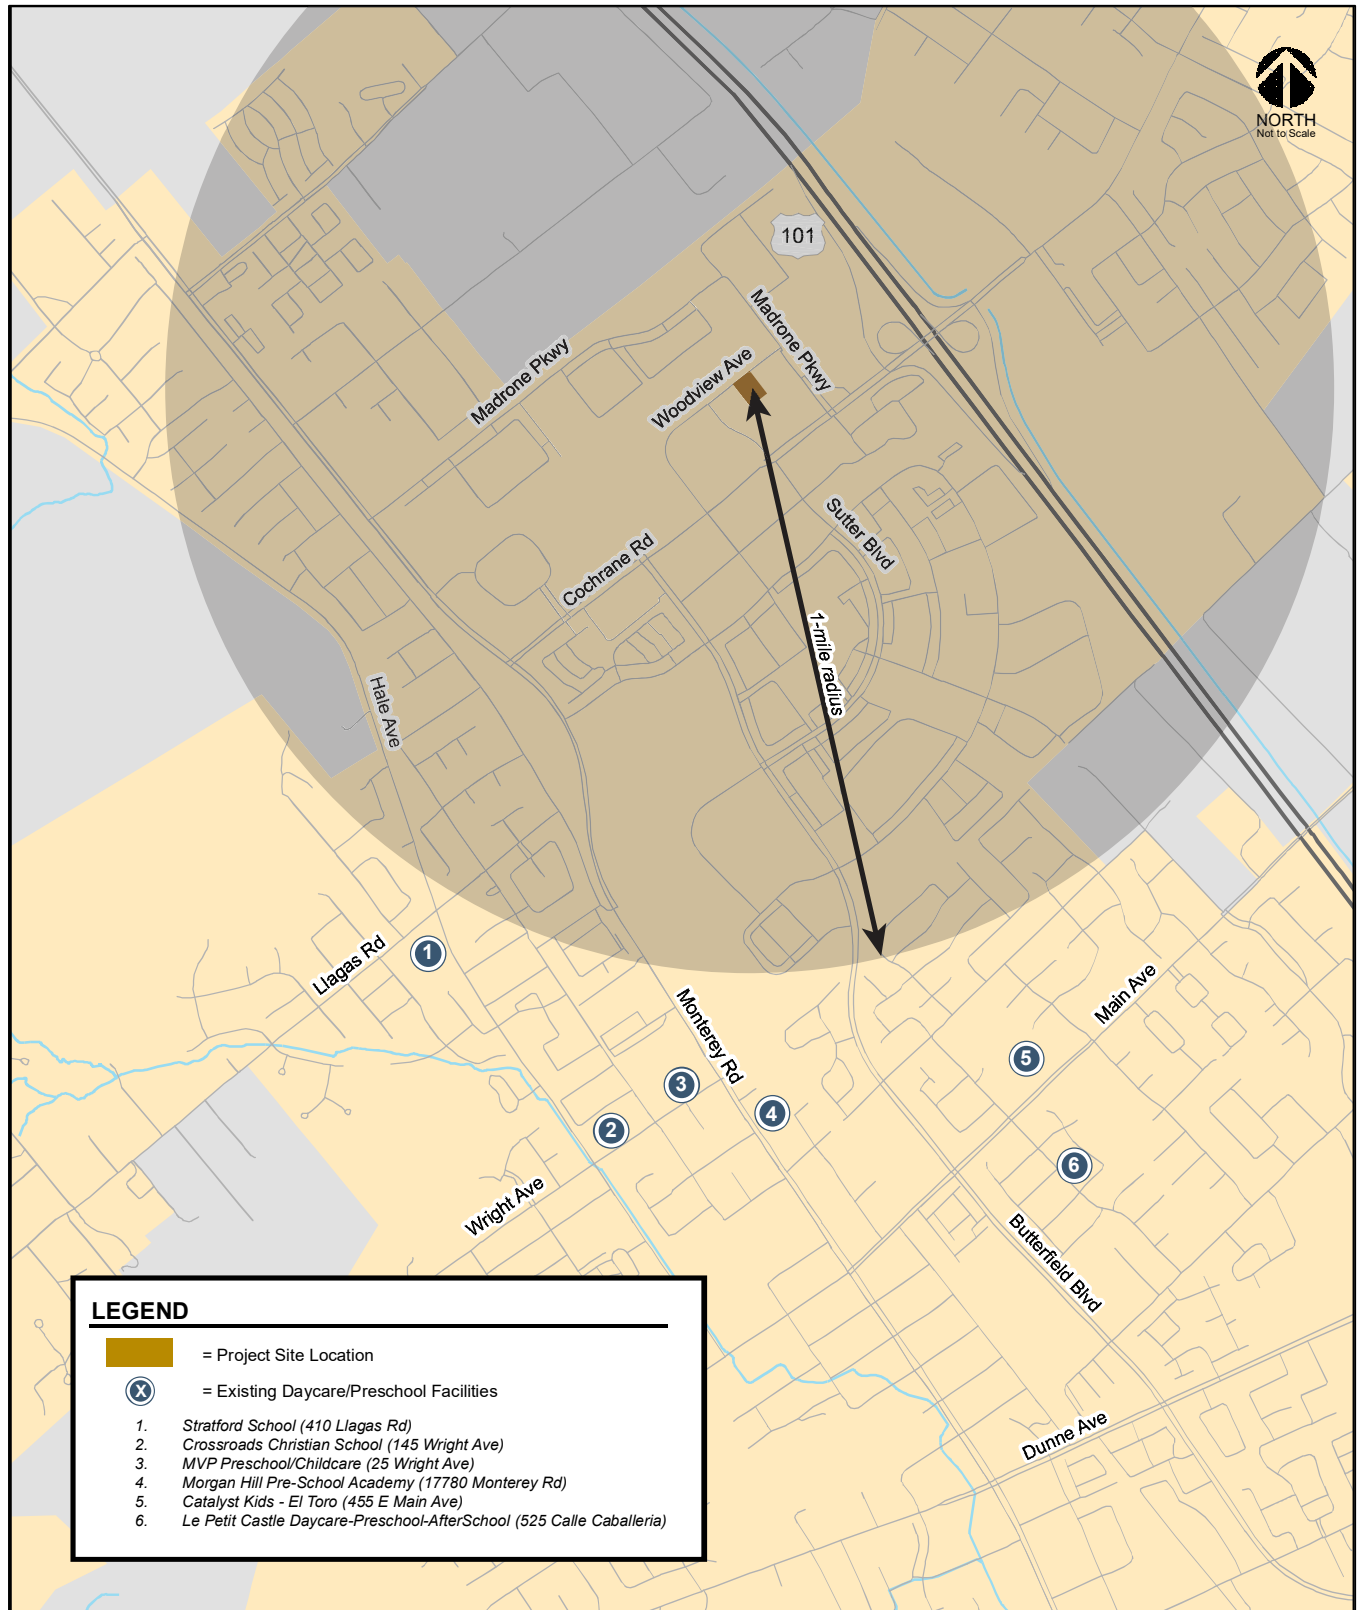 NORTH
Not to Scale
101
Madrone Pkwy
Madrone Pkwy
Woodview Ave
Sutter Blvd
Cochrane Rd
1-mile radius
Hale Ave
Llagas Rd
1
Main Ave
Monterey Rd
5
3
4
2
6
Wright Ave
Butterfield Blvd
Dunne Ave
LEGEND
= Project Site Location
X = Existing Daycare/Preschool Facilities
1. Stratford School (410 Llagas Rd)
2. Crossroads Christian School (145 Wright Ave)
3. MVP Preschool/Childcare (25 Wright Ave)
4. Morgan Hill Pre-School Academy (17780 Monterey Rd)
5. Catalyst Kids - El Toro (455 E Main Ave)
6. Le Petit Castle Daycare-Preschool-AfterSchool (525 Calle Caballeria)